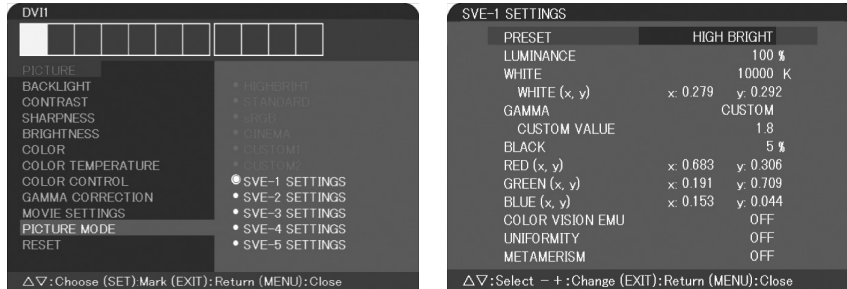 DVI1
PICTURE
BACKLIGHT
• HIGHBRIHT
CONTRAST
• STANDARD
SHARPNESS
• sRGB
BRIGHTNESS
• CINEMA
COLOR
• CUSTOM1
COLOR TEMPERATURE
• CUSTOM2
COLOR CONTROL
SVE-1 SETTINGS
GAMMA CORRECTION
• SVE-2 SETTINGS
MOVIE SETTINGS
• SVE-3 SETTINGS
PICTURE MODE
• SVE-4 SETTINGS
RESET
• SVE-5 SETTINGS
△▽:Choose (SET):Mark (EXIT):Return (MENU):Close
SVE-1 SETTINGS
PRESET HIGH BRIGHT
LUMINANCE 100 %
WHITE 10000 K
WHITE (x, y) x: 0.279 y: 0.292
GAMMA CUSTOM
CUSTOM VALUE 1.8
BLACK 5 %
RED (x, y) x: 0.683 y: 0.306
GREEN (x, y) x: 0.191 y: 0.709
BLUE (x, y) x: 0.153 y: 0.044
COLOR VISION EMU OFF
UNIFORMITY OFF
METAMERISM OFF
△▽:Select －＋:Change (EXIT):Return (MENU):Close